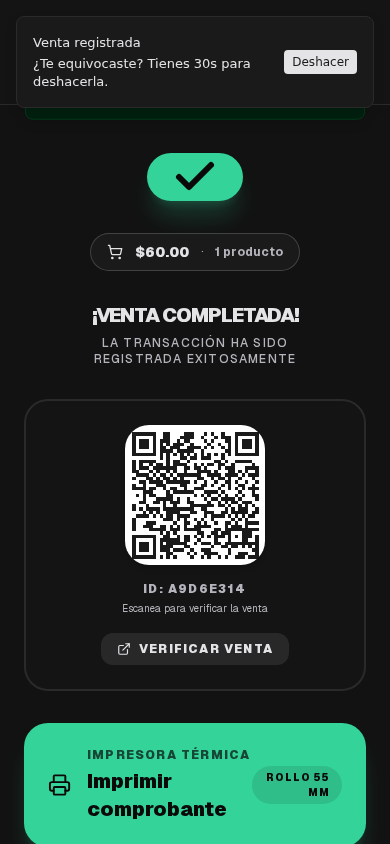 Venta registrada
¿Te equivocaste? Tienes 30s para
deshacerla.
Deshacer
$60.00 · 1 producto
¡VENTA COMPLETADA!
LA TRANSACCIÓN HA SIDO
REGISTRADA EXITOSAMENTE
ID: A9D6E314
Escanea para verificar la venta
VERIFICAR VENTA
IMPRESORA TÉRMICA
Imprimir
comprobante
ROLLO 55
MM